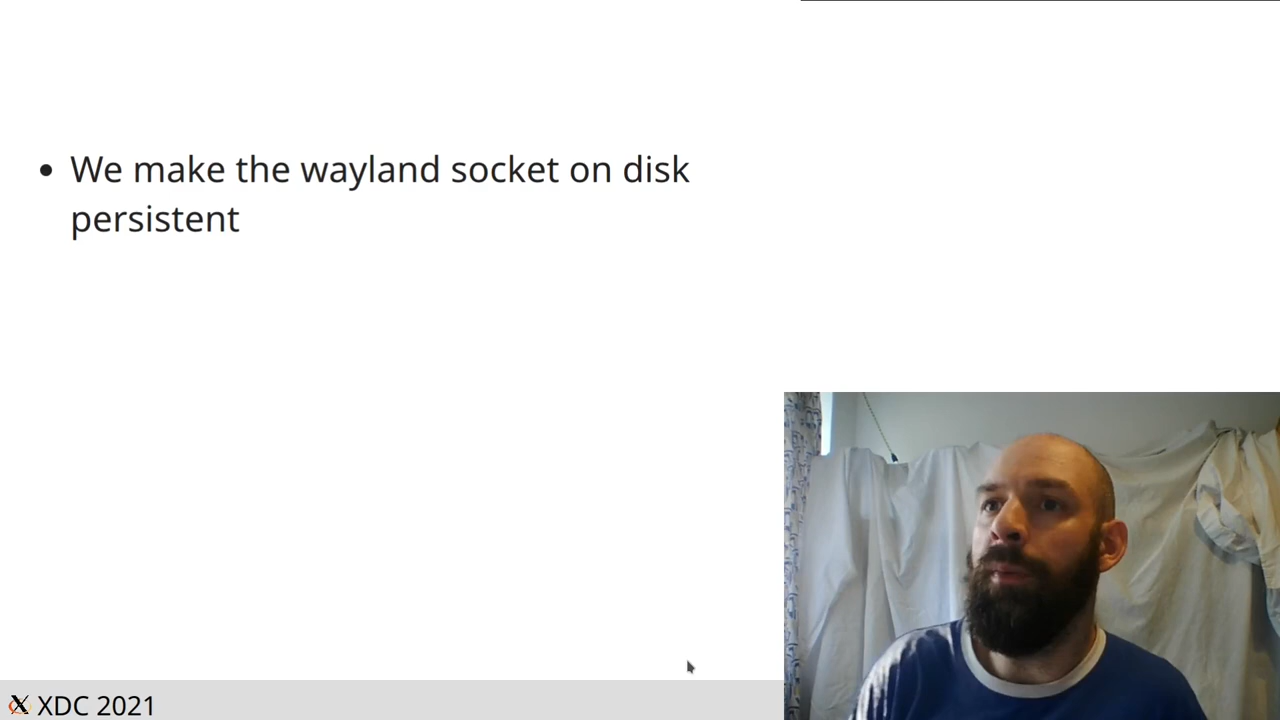 We make the wayland socket on disk
persistent
XDC 2021